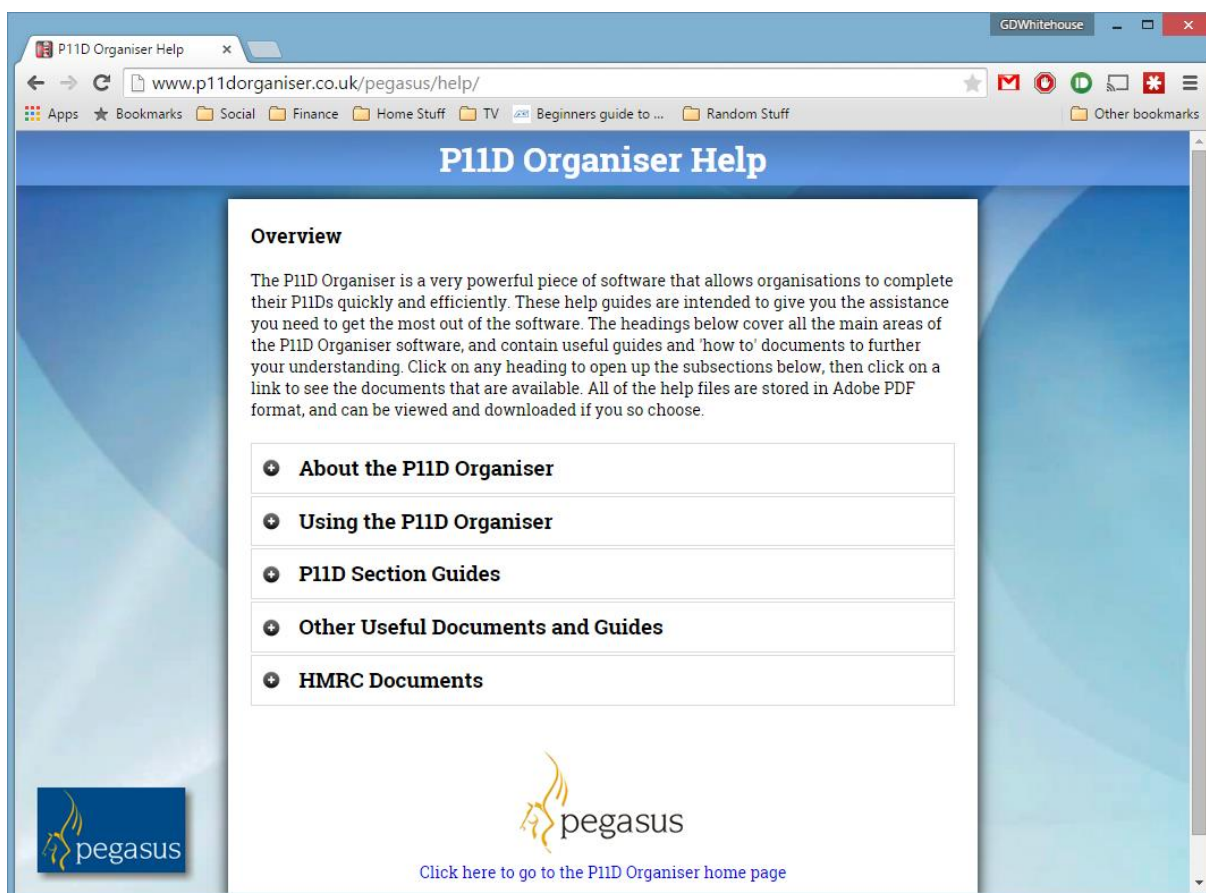 GDWhitehouse
P11D Organiser Help
www.p11dorganiser.co.uk/pegasus/help/
Apps Bookmarks Social Finance Home Stuff TV Beginners guide to ... Random Stuff Other bookmarks
P11D Organiser Help
Overview
The P11D Organiser is a very powerful piece of software that allows organisations to complete
their P11Ds quickly and efficiently. These help guides are intended to give you the assistance
you need to get the most out of the software. The headings below cover all the main areas of
the P11D Organiser software, and contain useful guides and 'how to' documents to further
your understanding. Click on any heading to open up the subsections below, then click on a
link to see the documents that are available. All of the help files are stored in Adobe PDF
format, and can be viewed and downloaded if you so choose.
About the P11D Organiser
Using the P11D Organiser
P11D Section Guides
Other Useful Documents and Guides
HMRC Documents
pegasus
pegasus
Click here to go to the P11D Organiser home page